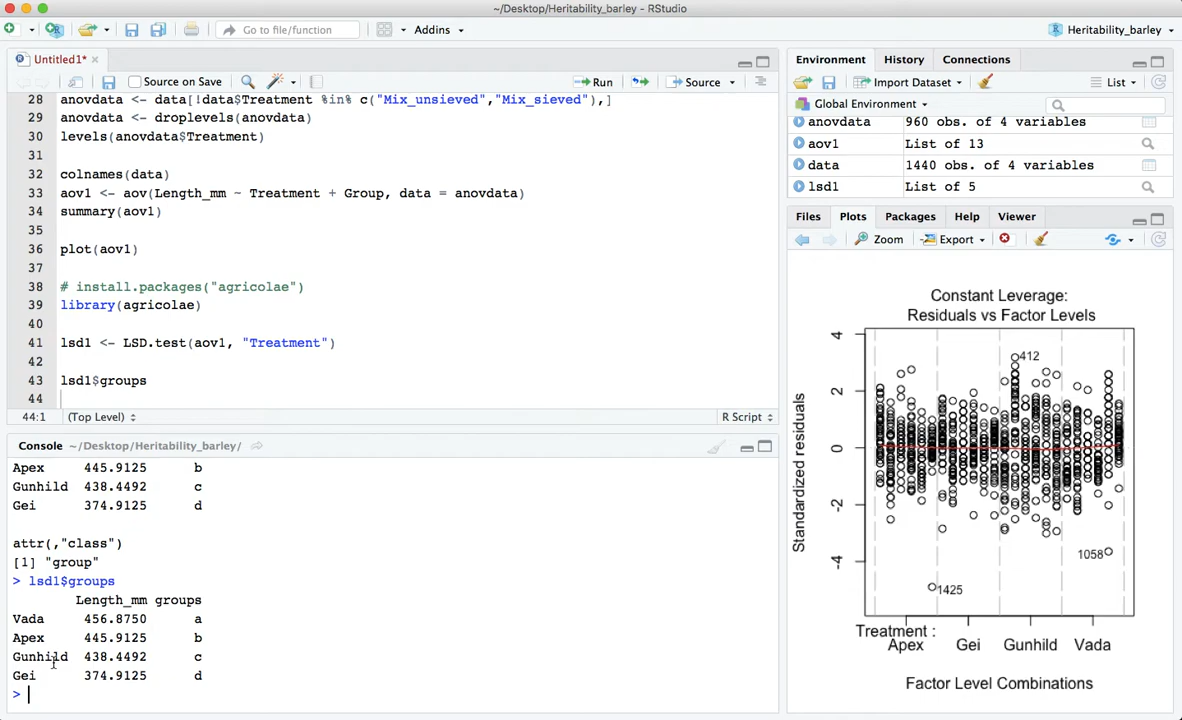 ~/Desktop/Heritability_barley - RStudio
Go to file/function
Addins
Heritability_barley
Untitled1*
Source on Save
Run
Source
28 anovdata <- data[!data$Treatment %in% c("Mix_unsieved","Mix_sieved"),]
29 anovdata <- droplevels(anovdata)
30 levels(anovdata$Treatment)
31
32 colnames(data)
33 aov1 <- aov(Length_mm ~ Treatment + Group, data = anovdata)
34 summary(aov1)
35
36 plot(aov1)
37
38 # install.packages("agricolae")
39 library(agricolae)
40
41 lsd1 <- LSD.test(aov1, "Treatment")
42
43 lsd1$groups
44
44:1 (Top Level) R Script
Console ~/Desktop/Heritability_barley/
Apex 445.9125 b
Gunhild 438.4492 c
Gei 374.9125 d
attr(,"class")
[1] "group"
> lsd1$groups
Length_mm groups
Vada 456.8750 a
Apex 445.9125 b
Gunhild 438.4492 c
Gei 374.9125 d
>
Environment History Connections
Import Dataset List
Global Environment
anovdata 960 obs. of 4 variables
aov1 List of 13
data 1440 obs. of 4 variables
lsd1 List of 5
Files Plots Packages Help Viewer
Zoom Export
Constant Leverage:
Residuals vs Factor Levels
Standardized residuals
4
2
0
-2
-4
412
1058
1425
Treatment :
Apex Gei Gunhild Vada
Factor Level Combinations